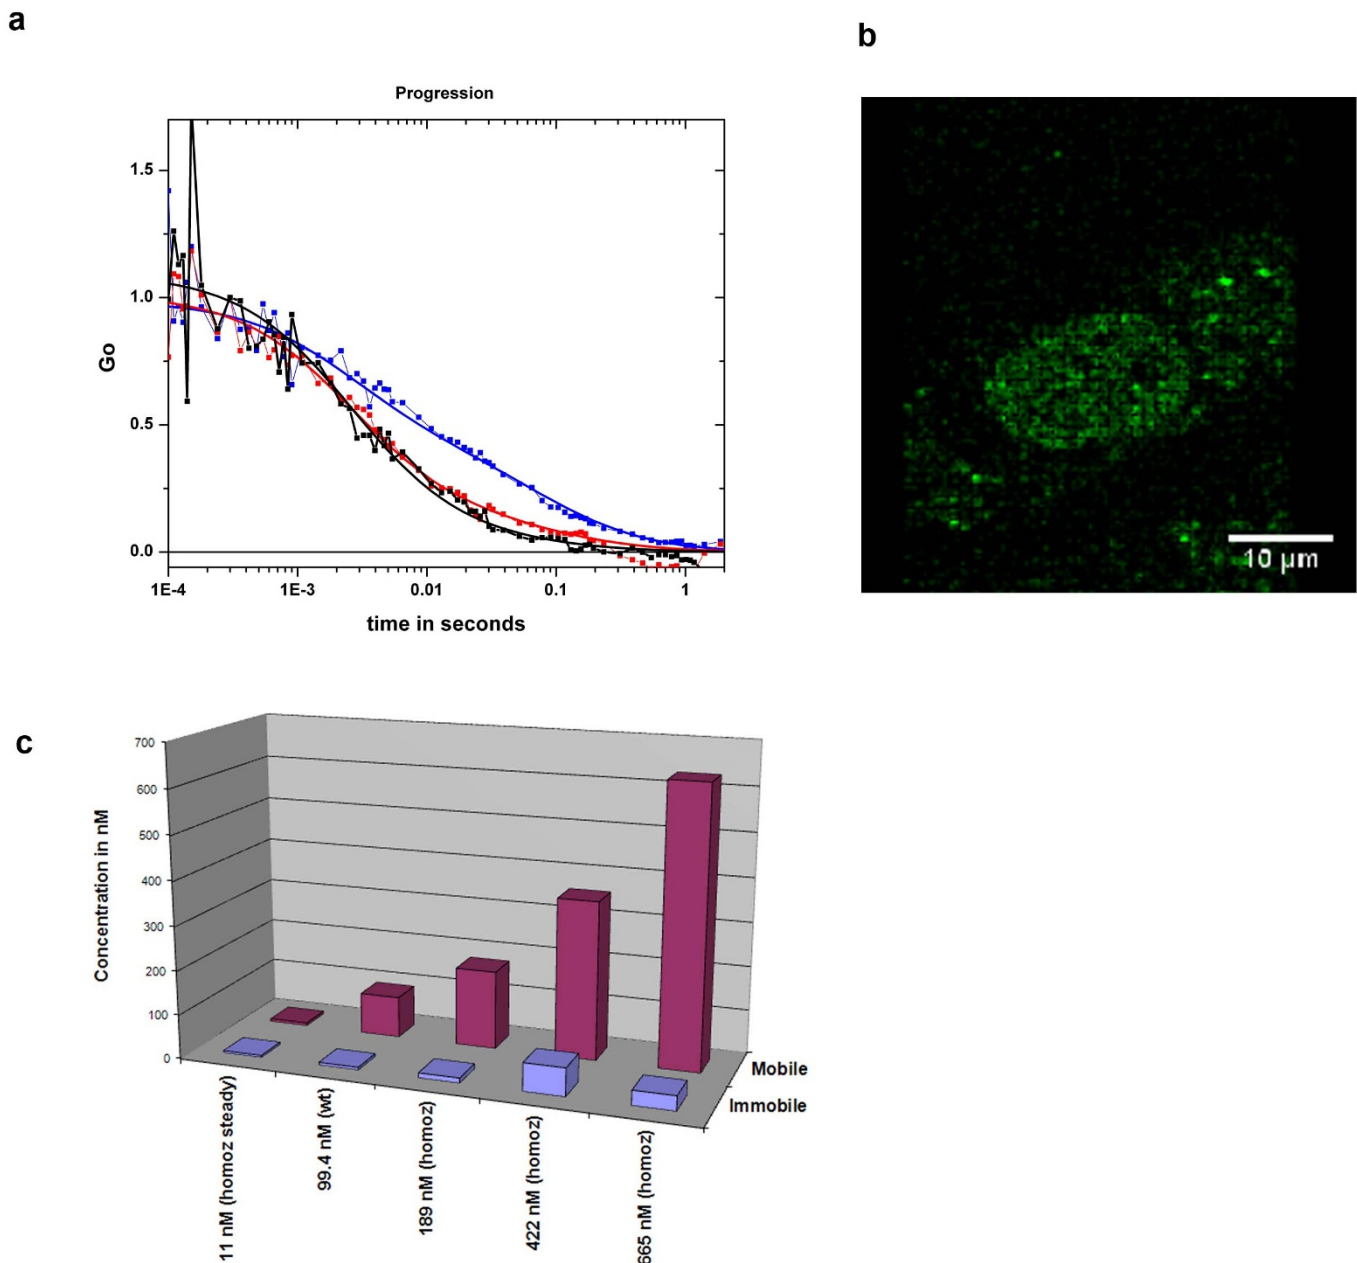 a
Progression
1.5
1.0
0.5
0.0
Go
1E-4 1E-3 0.01 0.1 1
time in seconds
b
10 µm
c
700
600
500
400
300
200
100
0
Concentration in nM
Mobile
Immobile
11 nM (homoz steady)
99.4 nM (wt)
189 nM (homoz)
422 nM (homoz)
665 nM (homoz)